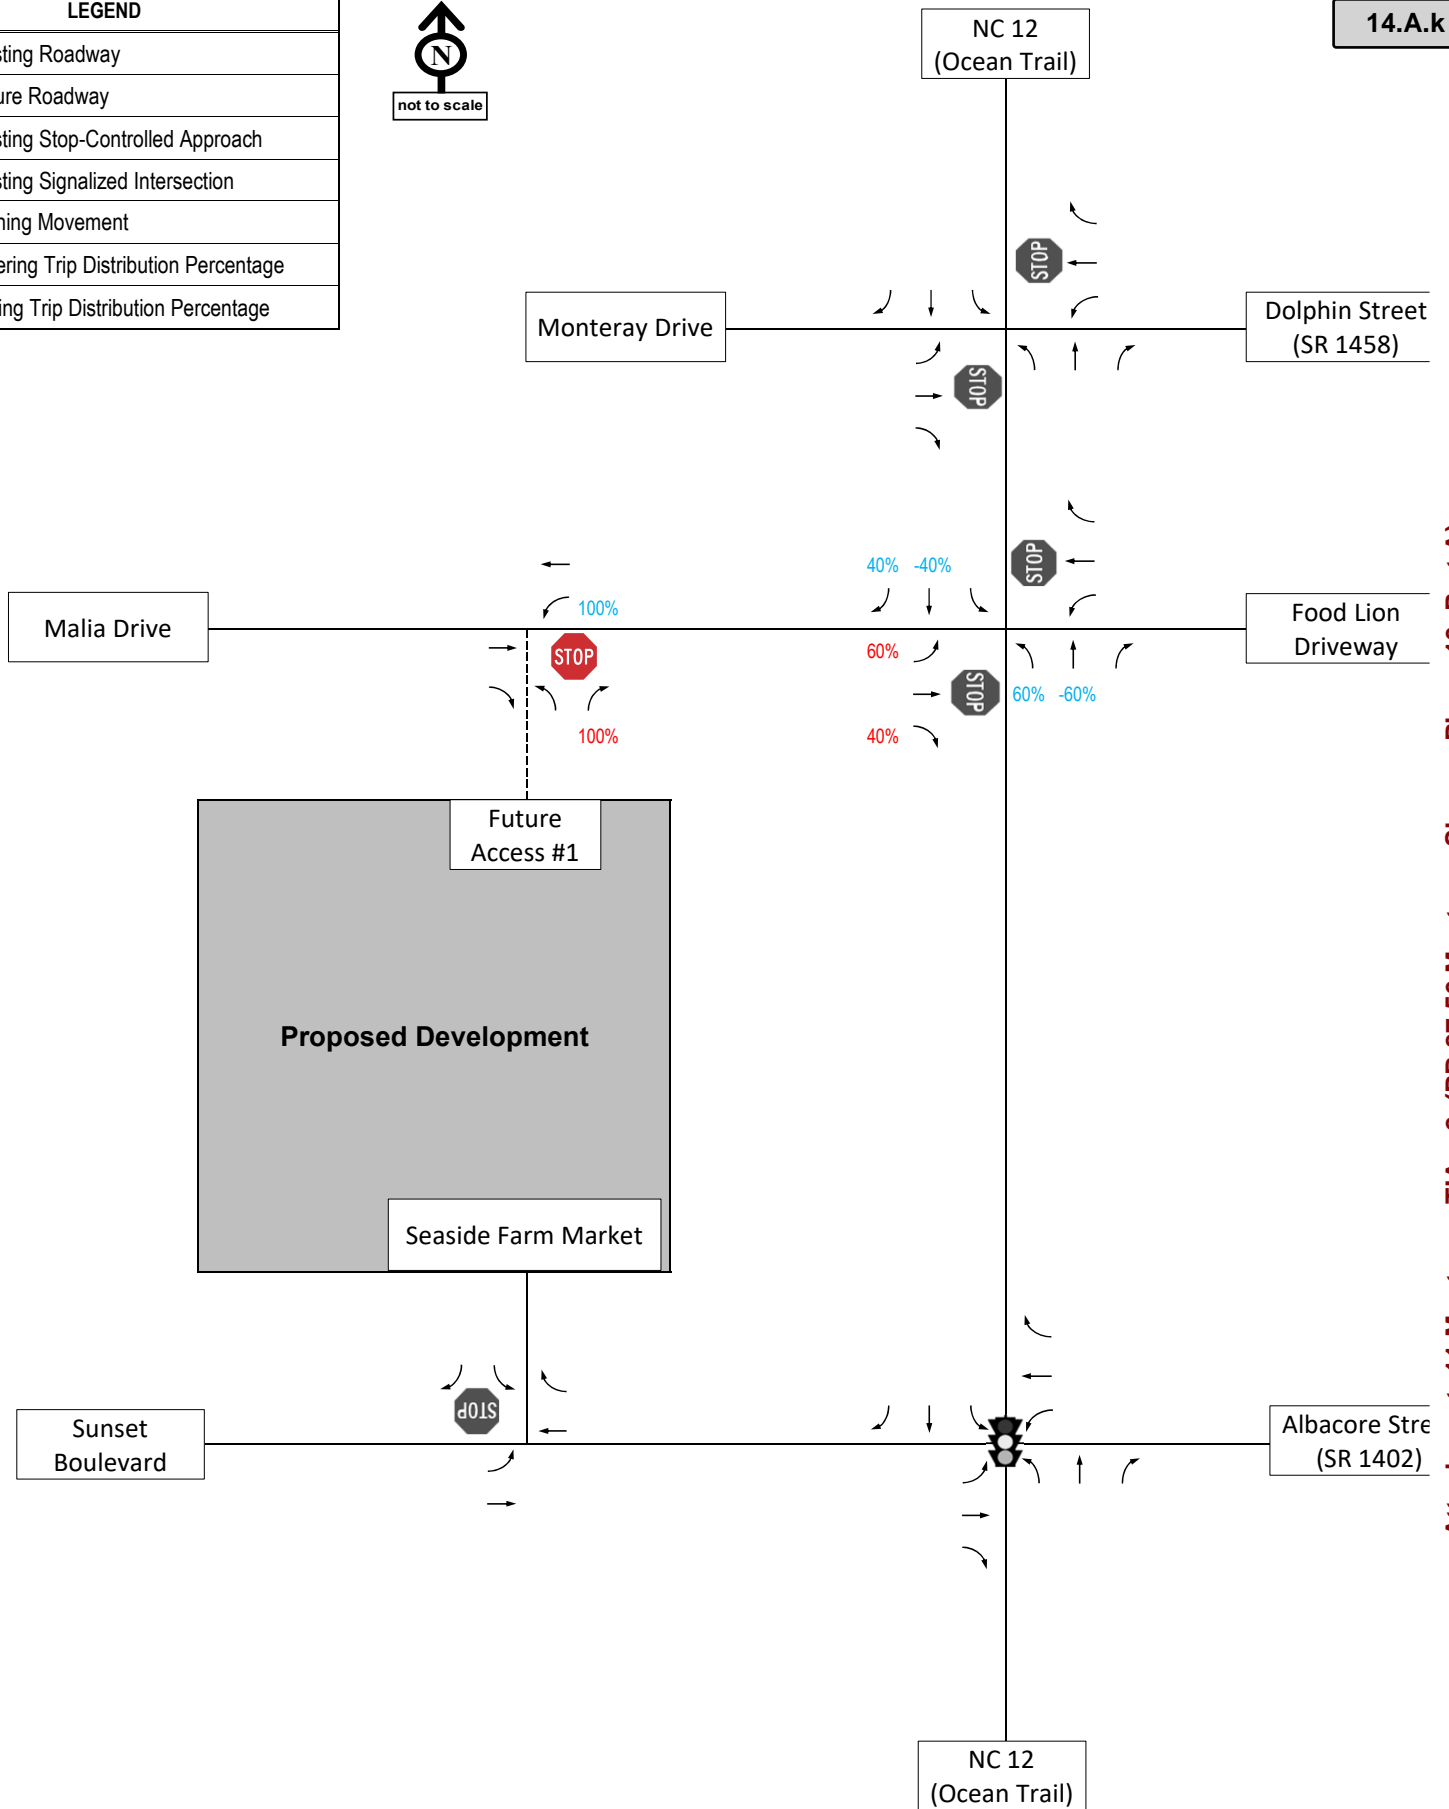 LEGEND
sting Roadway
ure Roadway
sting Stop-Controlled Approach
sting Signalized Intersection
ning Movement
ering Trip Distribution Percentage
ing Trip Distribution Percentage
N
not to scale
NC 12
(Ocean Trail)
14.A.k
STOP
Monteray Drive
Dolphin Street
(SR 1458)
STOP
40% -40%
STOP
100%
Malia Drive
Food Lion
Driveway
STOP
60%
STOP
60% -60%
100%
40%
Future
Access #1
Proposed Development
Seaside Farm Market
STOP
Sunset
Boulevard
Albacore Stre
(SR 1402)
NC 12
(Ocean Trail)